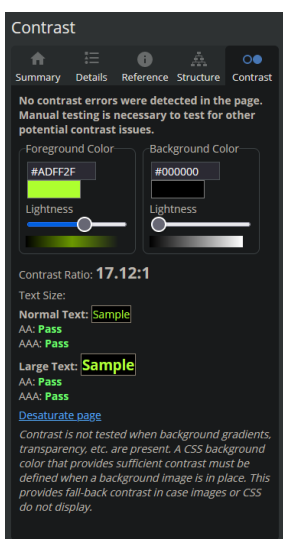 Contrast
Summary Details Reference Structure Contrast
No contrast errors were detected in the page.
Manual testing is necessary to test for other
potential contrast issues.
Foreground Color Background Color
#ADFF2F #000000
Lightness Lightness
Contrast Ratio: 17.12:1
Text Size:
Normal Text: Sample
AA: Pass
AAA: Pass
Large Text: Sample
AA: Pass
AAA: Pass
Desaturate page
Contrast is not tested when background gradients,
transparency, etc. are present. A CSS background
color that provides sufficient contrast must be
defined when a background image is in place. This
provides fall-back contrast in case images or CSS
do not display.